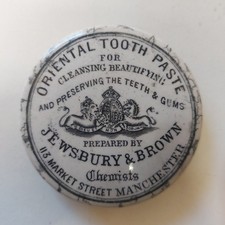 ORIENTAL TOOTH PASTE
FOR
CLEANSING BEAUTIFYING
AND PRESERVING THE TEETH & GUMS
PREPARED BY
JEWSBURY & BROWN
Chemists
113 MARKET STREET MANCHESTER